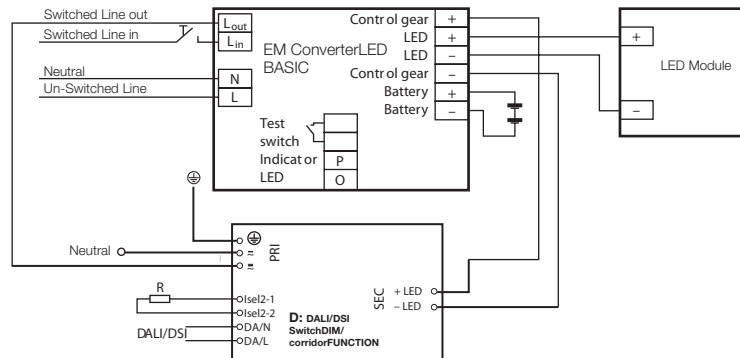 Switched Line out
Switched Line in
Neutral
Un-Switched Line
Lout
Lin
N
L
EM ConverterLED
BASIC
Test
switch
Indicator
LED
P
O
Control gear +
LED +
LED –
Control gear –
Battery +
Battery –
+
–
LED Module
Neutral
PRI
R
Isel2-1
Isel2-2
DA/N
DA/L
DALI/DSI
D: DALI/DSI
SwitchDIM/
corridorFUNCTION
SEC
+ LED
– LED